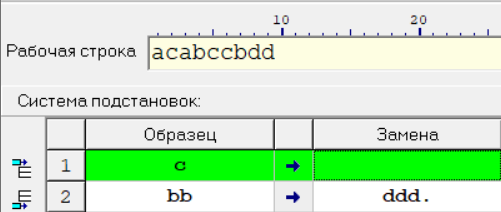 10 20
Рабочая строка acabccbdd
Система подстановок:
Образец Замена
1 c →
2 bb → ddd.